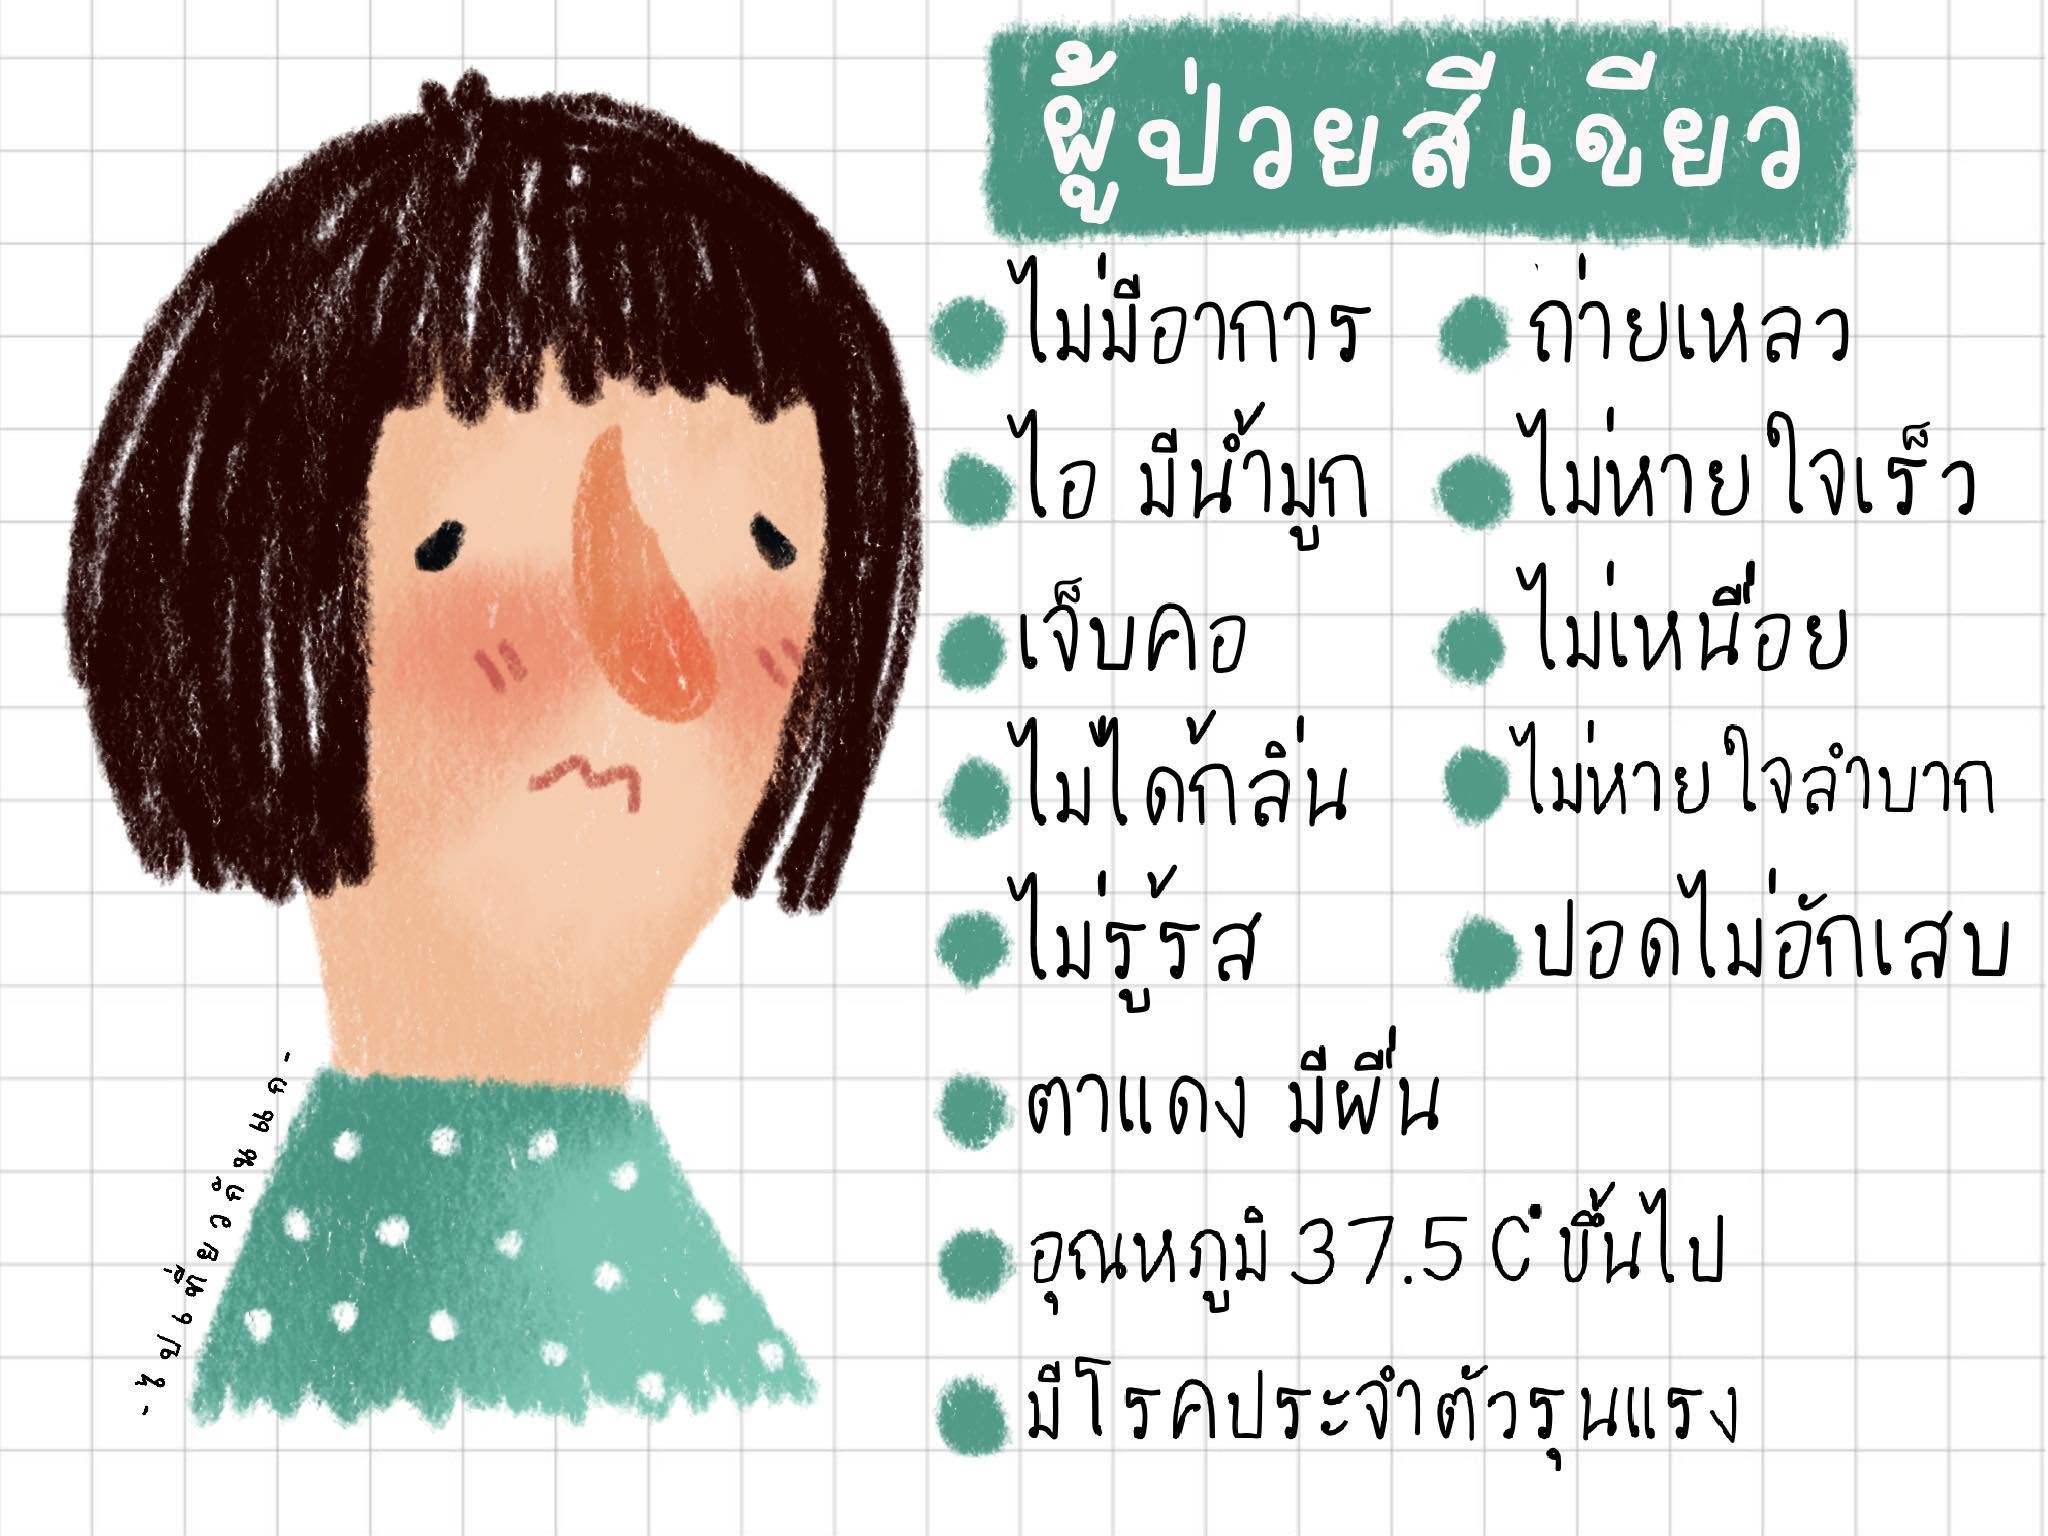 ผู้ป่วยสีเขียว
ไม่มีอาการ
ไอ มีน้ำมูก
เจ็บคอ
ไม่ได้กลิ่น
ไม่รู้รส
ตาแดง มีผื่น
อุณหภูมิ 37.5 C° ขึ้นไป
มีโรคประจำตัวรุนแรง
ถ่ายเหลว
ไม่หายใจเร็ว
ไม่เหนื่อย
ไม่หายใจลำบาก
ปอดไม่อักเสบ
-ไปเที่ยวกันแก-